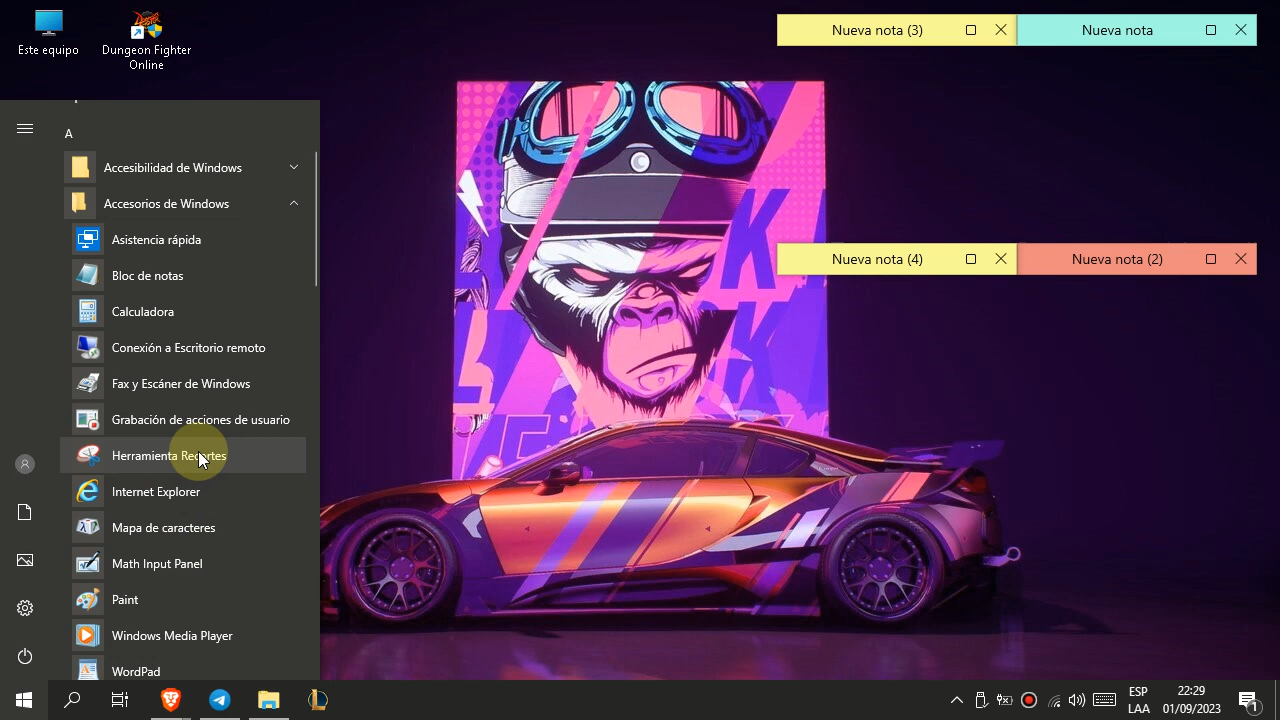 Este equipo
Dungeon Fighter
Online
Nueva nota (3)
Nueva nota
Nueva nota (4)
Nueva nota (2)
A
Accesibilidad de Windows
Accesorios de Windows
Asistencia rápida
Bloc de notas
Calculadora
Conexión a Escritorio remoto
Fax y Escáner de Windows
Grabación de acciones de usuario
Herramienta Recortes
Internet Explorer
Mapa de caracteres
Math Input Panel
Paint
Windows Media Player
WordPad
ESP
LAA
22:29
01/09/2023
1